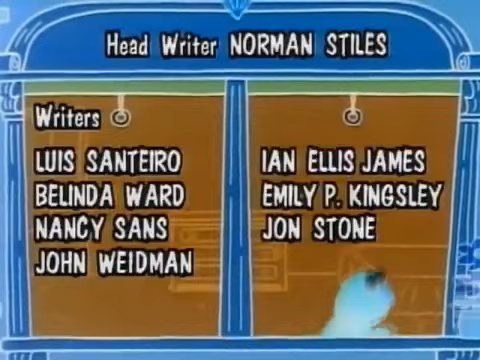 Head Writer NORMAN STILES
Writers
LUIS SANTEIRO
BELINDA WARD
NANCY SANS
JOHN WEIDMAN
IAN ELLIS JAMES
EMILY P. KINGSLEY
JON STONE